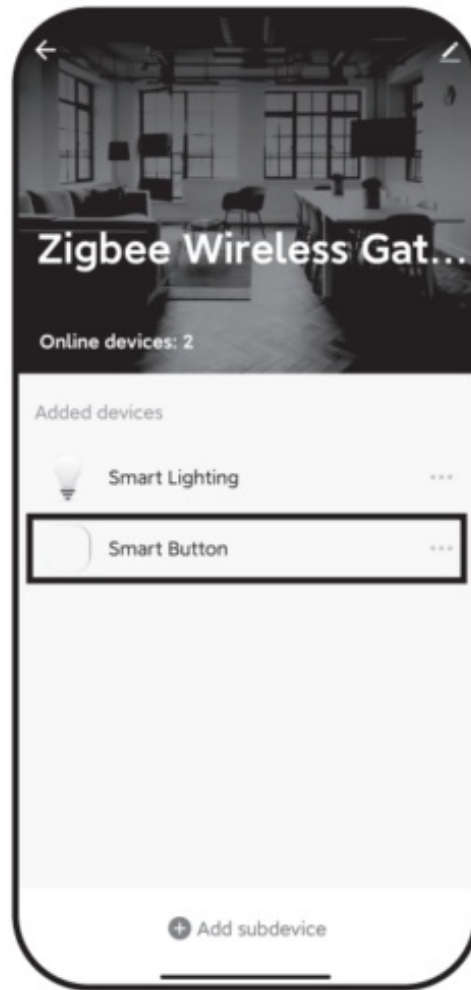 Zigbee Wireless Gat...
Online devices: 2
Added devices
Smart Lighting
Smart Button
Add subdevice